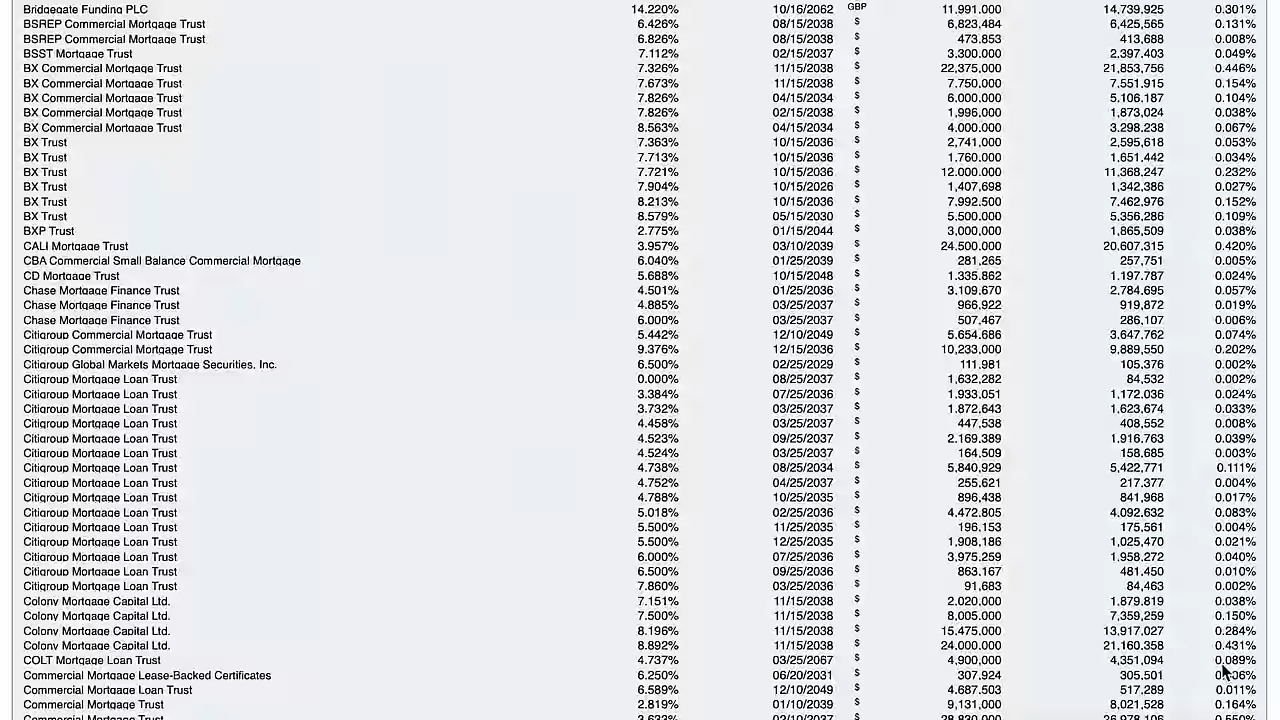 Bridgegate Funding PLC 14.220% 10/16/2062 GBP 11,991,000 14,739,925 0.301%
BSREP Commercial Mortgage Trust 6.426% 08/15/2038 $ 6,823,484 6,425,565 0.131%
BSREP Commercial Mortgage Trust 6.826% 08/15/2038 $ 473,853 413,688 0.008%
BSST Mortgage Trust 7.112% 02/15/2037 $ 3,300,000 2,397,403 0.049%
BX Commercial Mortgage Trust 7.326% 11/15/2038 $ 22,375,000 21,853,756 0.446%
BX Commercial Mortgage Trust 7.673% 11/15/2038 $ 7,750,000 7,551,915 0.154%
BX Commercial Mortgage Trust 7.826% 04/15/2034 $ 6,000,000 5,106,187 0.104%
BX Commercial Mortgage Trust 7.826% 02/15/2038 $ 1,996,000 1,873,024 0.038%
BX Commercial Mortgage Trust 8.563% 04/15/2034 $ 4,000,000 3,298,238 0.067%
BX Trust 7.363% 10/15/2036 $ 2,741,000 2,595,618 0.053%
BX Trust 7.713% 10/15/2036 $ 1,760,000 1,651,442 0.034%
BX Trust 7.721% 10/15/2036 $ 12,000,000 11,368,247 0.232%
BX Trust 7.904% 10/15/2026 $ 1,407,698 1,342,386 0.027%
BX Trust 8.213% 10/15/2036 $ 7,992,500 7,462,976 0.152%
BX Trust 8.579% 05/15/2030 $ 5,500,000 5,356,286 0.109%
BXP Trust 2.775% 01/15/2044 $ 3,000,000 1,865,509 0.038%
CALI Mortgage Trust 3.957% 03/10/2039 $ 24,500,000 20,607,315 0.420%
CBA Commercial Small Balance Commercial Mortgage 6.040% 01/25/2039 $ 281,265 257,751 0.005%
CD Mortgage Trust 5.688% 10/15/2048 $ 1,335,862 1,197,787 0.024%
Chase Mortgage Finance Trust 4.501% 01/25/2036 $ 3,109,670 2,784,695 0.057%
Chase Mortgage Finance Trust 4.885% 03/25/2037 $ 966,922 919,872 0.019%
Chase Mortgage Finance Trust 6.000% 03/25/2037 $ 507,467 286,107 0.006%
Citigroup Commercial Mortgage Trust 5.442% 12/10/2049 $ 5,654,686 3,647,762 0.074%
Citigroup Commercial Mortgage Trust 9.376% 12/15/2036 $ 10,233,000 9,889,550 0.202%
Citigroup Global Markets Mortgage Securities, Inc. 6.500% 02/25/2029 $ 111,981 105,376 0.002%
Citigroup Mortgage Loan Trust 0.000% 08/25/2037 $ 1,632,282 84,532 0.002%
Citigroup Mortgage Loan Trust 3.384% 07/25/2036 $ 1,933,051 1,172,036 0.024%
Citigroup Mortgage Loan Trust 3.732% 03/25/2037 $ 1,872,643 1,623,674 0.033%
Citigroup Mortgage Loan Trust 4.458% 03/25/2037 $ 447,538 408,552 0.008%
Citigroup Mortgage Loan Trust 4.523% 09/25/2037 $ 2,169,389 1,916,763 0.039%
Citigroup Mortgage Loan Trust 4.524% 03/25/2037 $ 164,509 158,685 0.003%
Citigroup Mortgage Loan Trust 4.738% 08/25/2034 $ 5,840,929 5,422,771 0.111%
Citigroup Mortgage Loan Trust 4.752% 04/25/2037 $ 255,621 217,377 0.004%
Citigroup Mortgage Loan Trust 4.788% 10/25/2035 $ 896,438 841,968 0.017%
Citigroup Mortgage Loan Trust 5.018% 02/25/2036 $ 4,472,805 4,092,632 0.083%
Citigroup Mortgage Loan Trust 5.500% 11/25/2035 $ 196,153 175,561 0.004%
Citigroup Mortgage Loan Trust 5.500% 12/25/2035 $ 1,908,186 1,025,470 0.021%
Citigroup Mortgage Loan Trust 6.000% 07/25/2036 $ 3,975,259 1,958,272 0.040%
Citigroup Mortgage Loan Trust 6.500% 09/25/2036 $ 863,167 481,450 0.010%
Citigroup Mortgage Loan Trust 7.860% 03/25/2036 $ 91,683 84,463 0.002%
Colony Mortgage Capital Ltd. 7.151% 11/15/2038 $ 2,020,000 1,879,819 0.038%
Colony Mortgage Capital Ltd. 7.500% 11/15/2038 $ 8,005,000 7,359,259 0.150%
Colony Mortgage Capital Ltd. 8.196% 11/15/2038 $ 15,475,000 13,917,027 0.284%
Colony Mortgage Capital Ltd. 8.892% 11/15/2038 $ 24,000,000 21,160,358 0.431%
COLT Mortgage Loan Trust 4.737% 03/25/2067 $ 4,900,000 4,351,094 0.089%
Commercial Mortgage Lease-Backed Certificates 6.250% 06/20/2031 $ 307,924 305,501
Commercial Mortgage Loan Trust 6.589% 12/10/2049 $ 4,687,503 517,289 0.011%
Commercial Mortgage Trust 2.819% 01/10/2039 $ 9,131,000 8,021,528 0.164%
Commercial Mortgage Trust 3.633% 02/10/2037 $ 28,830,000 26,978,106 0.550%